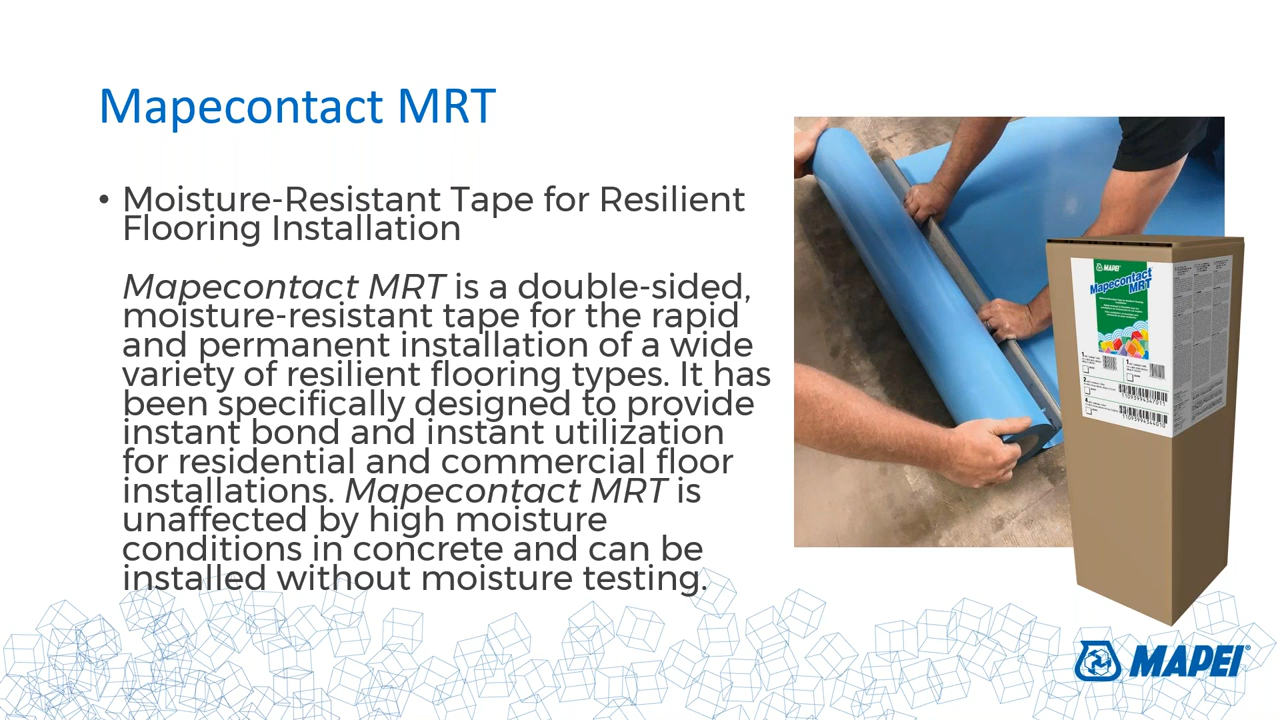 Mapecontact MRT
• Moisture-Resistant Tape for Resilient
Flooring Installation
Mapecontact MRT is a double-sided,
moisture-resistant tape for the rapid
and permanent installation of a wide
variety of resilient flooring types. It has
been specifically designed to provide
instant bond and instant utilization
for residential and commercial floor
installations. Mapecontact MRT is
unaffected by high moisture
conditions in concrete and can be
installed without moisture testing.
MAPEI
Mapecontact
MRT
MAPEI®